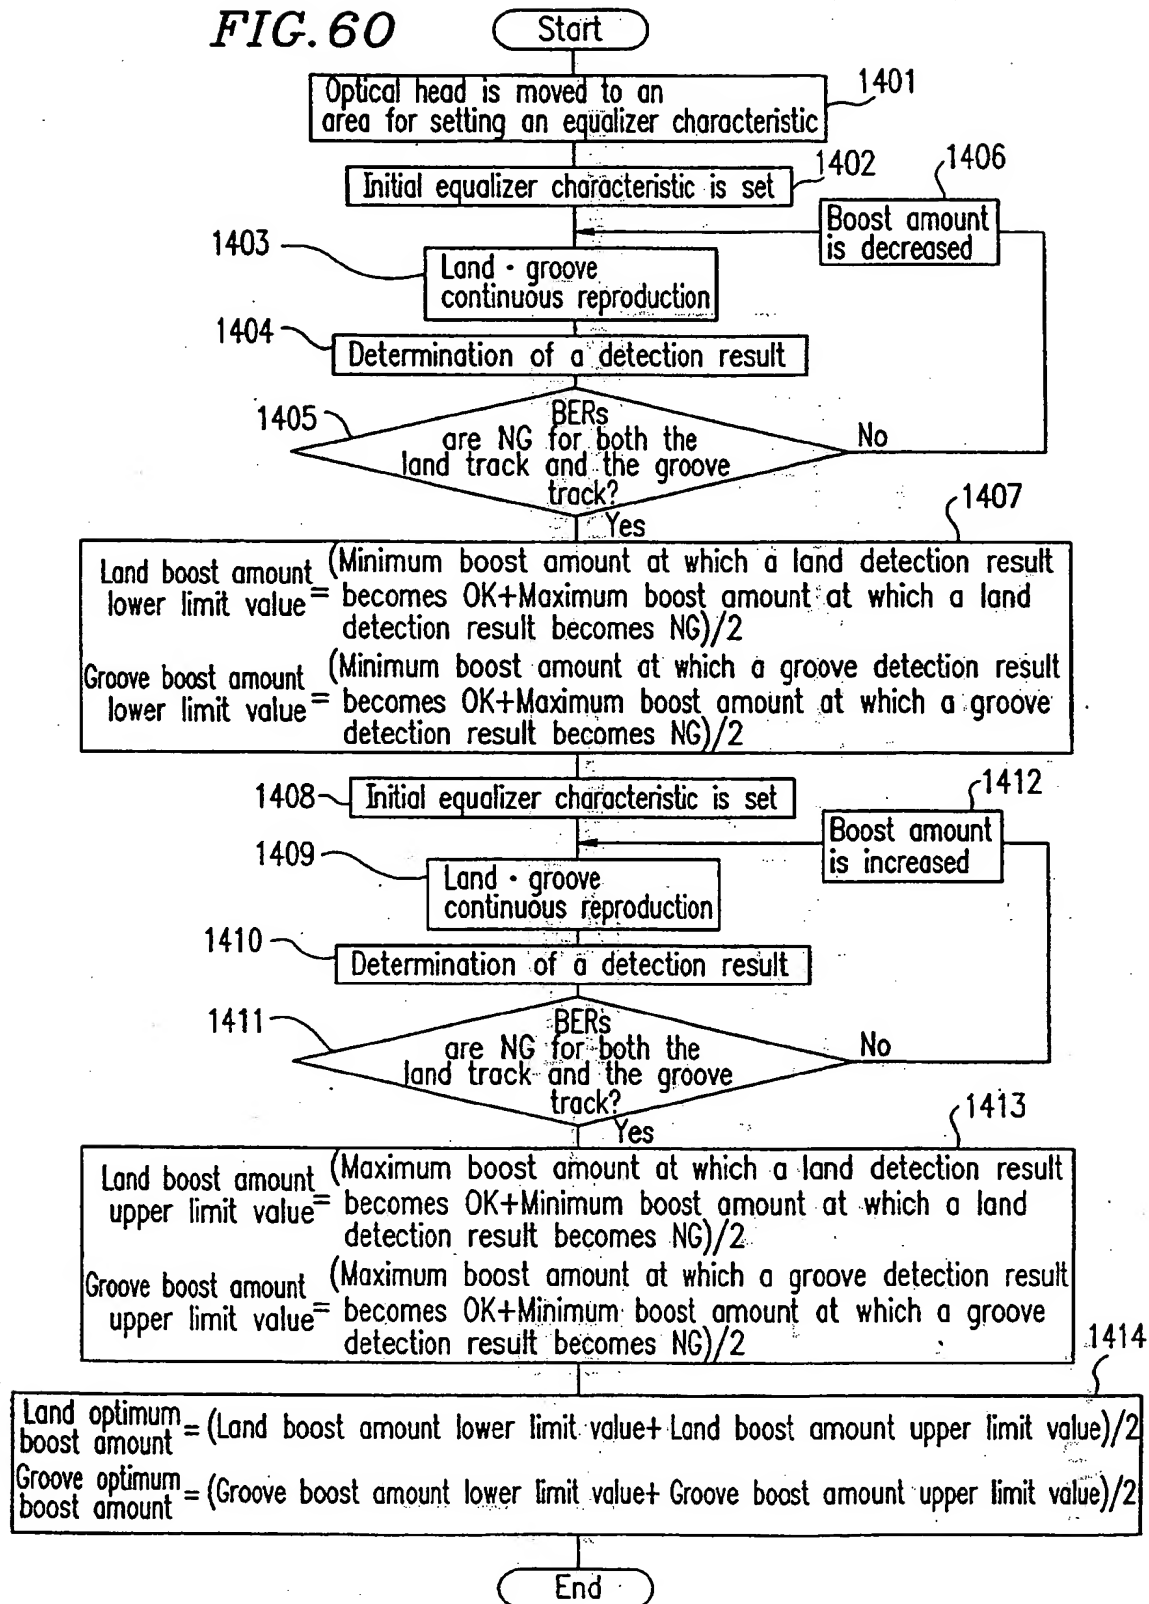 FIG. 60
Start
1401
Optical head is moved to an
area for setting an equalizer characteristic
1402
Initial equalizer characteristic is set
1406
Boost amount
is decreased
1403
Land · groove
continuous reproduction
1404
Determination of a detection result
1405
BERs
are NG for both the
land track and the groove
track?
No
Yes
1407
Land boost amount
lower limit value
=
(Minimum boost amount at which a land detection result
becomes OK+Maximum boost amount at which a land
detection result becomes NG)/2
Groove boost amount
lower limit value
=
(Minimum boost amount at which a groove detection result
becomes OK+Maximum boost amount at which a groove
detection result becomes NG)/2
1408
Initial equalizer characteristic is set
1412
Boost amount
is increased
1409
Land · groove
continuous reproduction
1410
Determination of a detection result
1411
BERs
are NG for both the
land track and the groove
track?
No
Yes
1413
Land boost amount
upper limit value
=
(Maximum boost amount at which a land detection result
becomes OK+Minimum boost amount at which a land
detection result becomes NG)/2
Groove boost amount
upper limit value
=
(Maximum boost amount at which a groove detection result
becomes OK+Minimum boost amount at which a groove
detection result becomes NG)/2
1414
Land optimum
boost amount
= (Land boost amount lower limit value+ Land boost amount upper limit value)/2
Groove optimum
boost amount
= (Groove boost amount lower limit value+ Groove boost amount upper limit value)/2
End